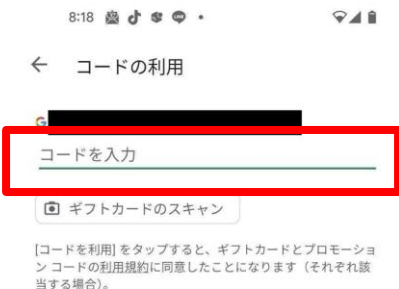 8:18
← コードの利用
G
コードを入力
ギフトカードのスキャン
[コードを利用] をタップすると、ギフトカードとプロモーショ
ン コードの利用規約に同意したことになります（それぞれ該
当する場合）。